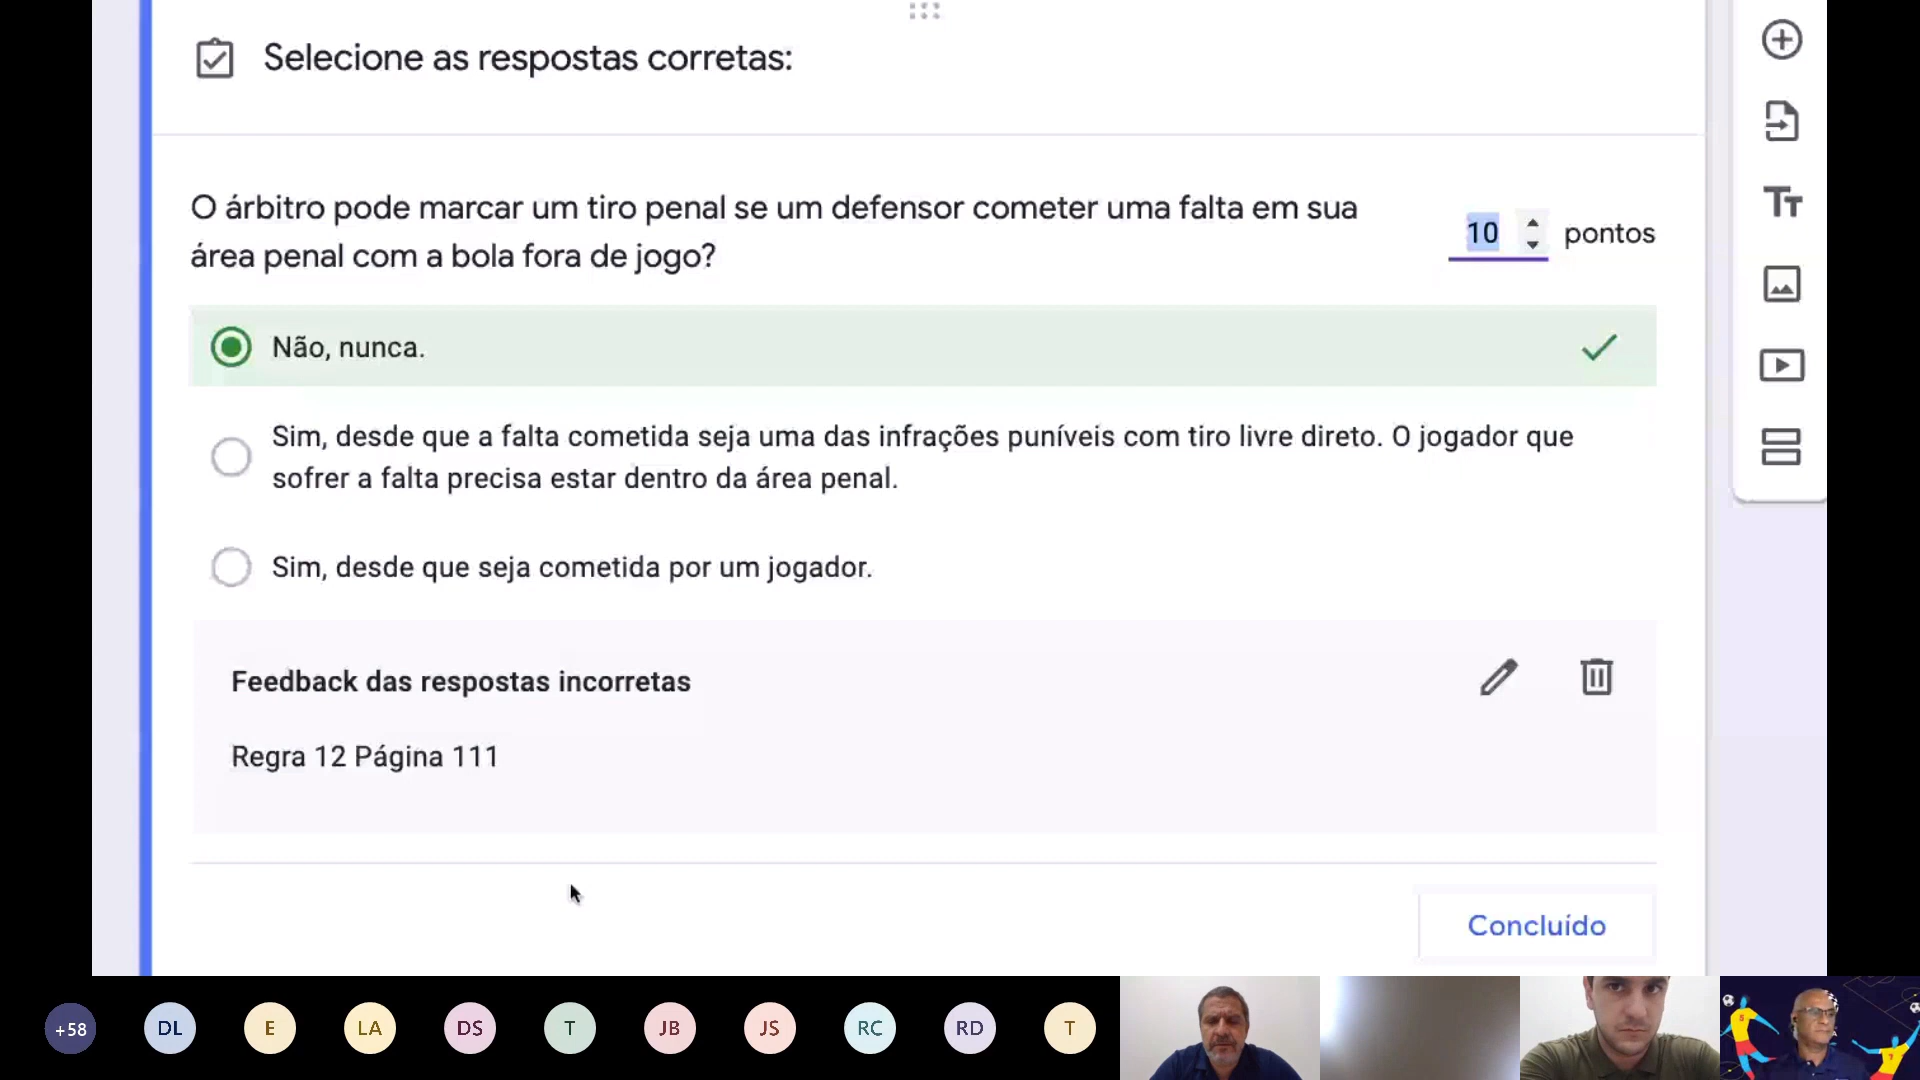 Selecione as respostas corretas:
O árbitro pode marcar um tiro penal se um defensor cometer uma falta em sua
área penal com a bola fora de jogo?
10 pontos
Não, nunca.
Sim, desde que a falta cometida seja uma das infrações puníveis com tiro livre direto. O jogador que
sofrer a falta precisa estar dentro da área penal.
Sim, desde que seja cometida por um jogador.
Feedback das respostas incorretas
Regra 12 Página 111
Concluído
+58 DL E LA DS T JB JS RC RD T